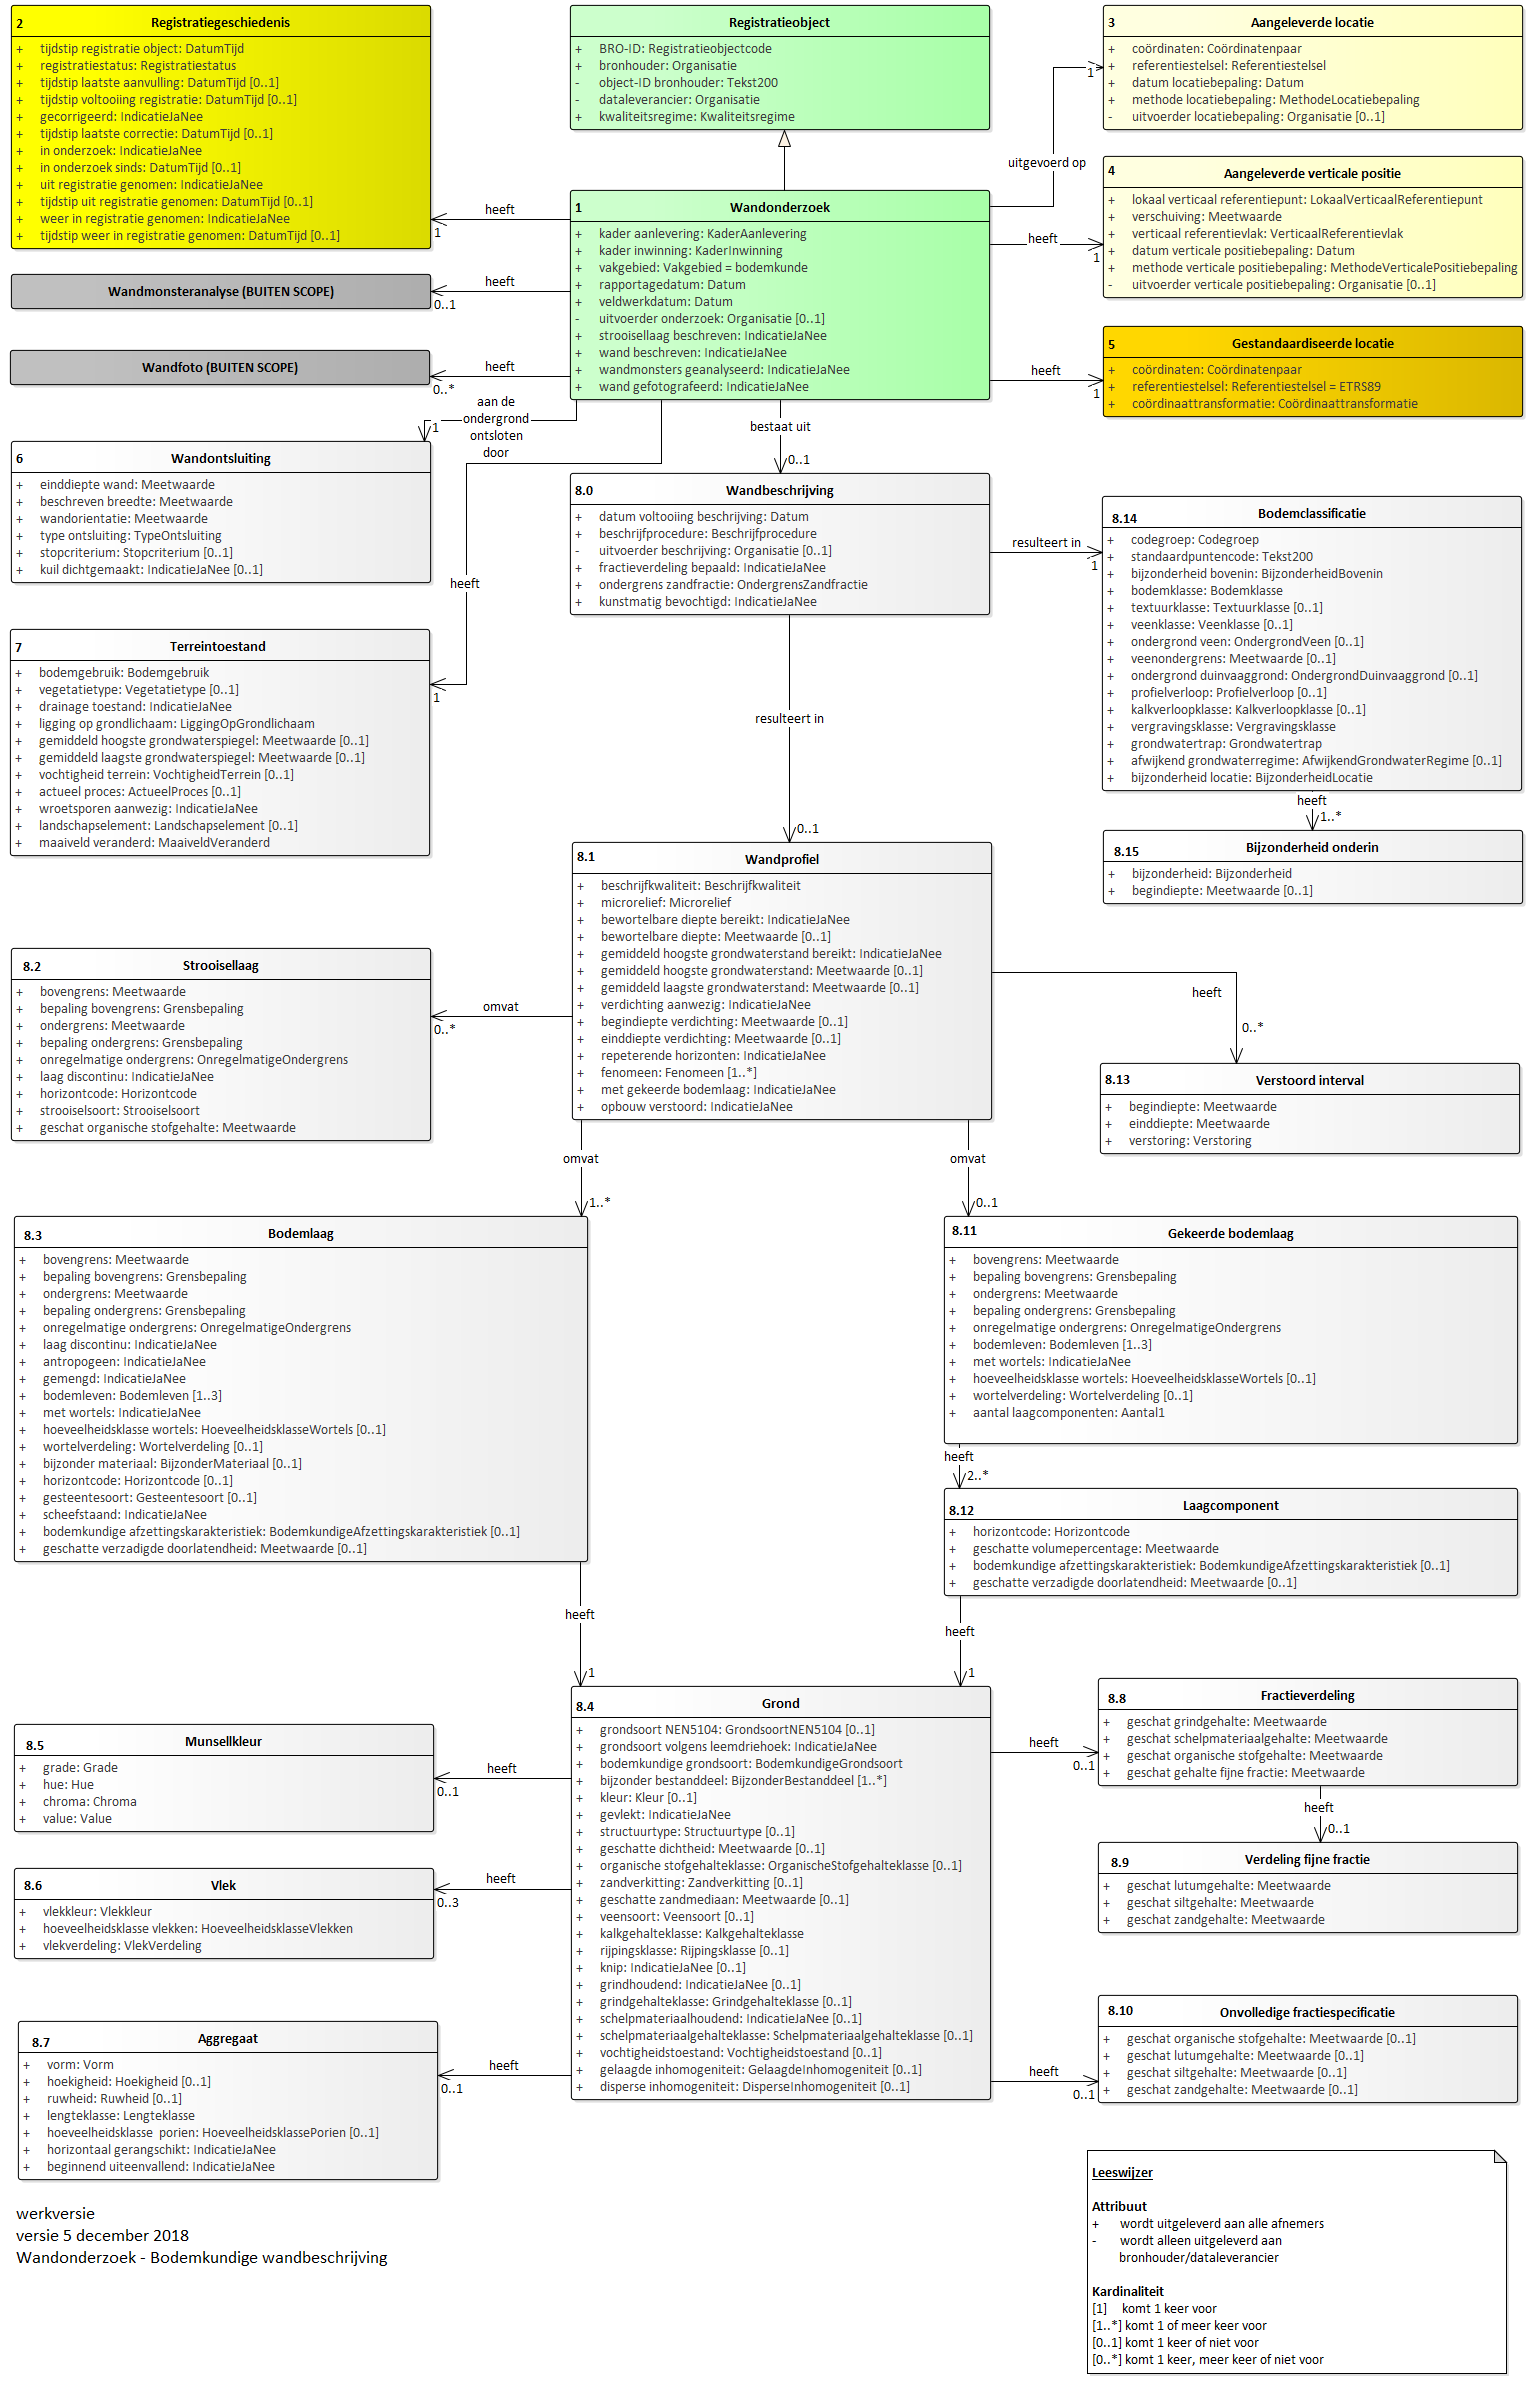 2 Registratiegeschiedenis
+ tijdstip registratie object: DatumTijd
+ registratiestatus: Registratiestatus
+ tijdstip laatste aanvulling: DatumTijd [0..1]
+ tijdstip voltooiing registratie: DatumTijd [0..1]
+ gecorrigeerd: IndicatieJaNee
+ tijdstip laatste correctie: DatumTijd [0..1]
+ in onderzoek: IndicatieJaNee
+ in onderzoek sinds: DatumTijd [0..1]
+ uit registratie genomen: IndicatieJaNee
+ tijdstip uit registratie genomen: DatumTijd [0..1]
+ weer in registratie genomen: IndicatieJaNee
+ tijdstip weer in registratie genomen: DatumTijd [0..1]
Registratieobject
+ BRO-ID: Registratieobjectcode
+ bronhouder: Organisatie
- object-ID bronhouder: Tekst200
- dataleverancier: Organisatie
+ kwaliteitsregime: Kwaliteitsregime
3 Aangeleverde locatie
+ coördinaten: Coördinatenpaar
+ referentiestelsel: Referentiestelsel
+ datum locatiebepaling: Datum
+ methode locatiebepaling: MethodeLocatiebepaling
- uitvoerder locatiebepaling: Organisatie [0..1]
1
uitgevoerd op
4 Aangeleverde verticale positie
+ lokaal verticaal referentiepunt: LokaalVerticaalReferentiepunt
+ verschuiving: Meetwaarde
+ verticaal referentievlak: VerticaalReferentievlak
+ datum verticale positiebepaling: Datum
+ methode verticale positiebepaling: MethodeVerticalePositiebepaling
- uitvoerder verticale positiebepaling: Organisatie [0..1]
heeft
1
1 Wandonderzoek
+ kader aanlevering: KaderAanlevering
+ kader inwinning: KaderInwinning
+ vakgebied: Vakgebied = bodemkunde
+ rapportagedatum: Datum
+ veldwerkdatum: Datum
- uitvoerder onderzoek: Organisatie [0..1]
+ strooisellaag beschreven: IndicatieJaNee
+ wand beschreven: IndicatieJaNee
+ wandmonsters geanalyseerd: IndicatieJaNee
+ wand gefotografeerd: IndicatieJaNee
heeft
1
Wandmonsteranalyse (BUITEN SCOPE)
heeft
0..1
Wandfoto (BUITEN SCOPE)
heeft
0..*
5 Gestandaardiseerde locatie
+ coördinaten: Coördinatenpaar
+ referentiestelsel: Referentiestelsel = ETRS89
+ coördinaattransformatie: Coördinaattransformatie
heeft
1
aan de
ondergrond
ontsloten
door
1
6 Wandontsluiting
+ einddiepte wand: Meetwaarde
+ beschreven breedte: Meetwaarde
+ wandorientatie: Meetwaarde
+ type ontsluiting: TypeOntsluiting
+ stopcriterium: Stopcriterium [0..1]
+ kuil dichtgemaakt: IndicatieJaNee [0..1]
heeft
1
bestaat uit
0..1
8.0 Wandbeschrijving
+ datum voltooiing beschrijving: Datum
+ beschrijfprocedure: Beschrijfprocedure
- uitvoerder beschrijving: Organisatie [0..1]
+ fractieverdeling bepaald: IndicatieJaNee
+ ondergrens zandfractie: OndergrensZandfractie
+ kunstmatig bevochtigd: IndicatieJaNee
resulteert in
1
8.14 Bodemclassificatie
+ codegroep: Codegroep
+ standaardpuntencode: Tekst200
+ bijzonderheid bovenin: BijzonderheidBovenin
+ bodemklasse: Bodemklasse
+ textuurklasse: Textuurklasse [0..1]
+ veenklasse: Veenklasse [0..1]
+ ondergrond veen: OndergrondVeen [0..1]
+ veenondergrens: Meetwaarde [0..1]
+ ondergrond duinvaaggrond: OndergrondDuinvaaggrond [0..1]
+ profielverloop: Profielverloop [0..1]
+ kalkverloopklasse: Kalkverloopklasse [0..1]
+ vergravingsklasse: Vergravingsklasse
+ grondwatertrap: Grondwatertrap
+ afwijkend grondwaterregime: AfwijkendGrondwaterRegime [0..1]
+ bijzonderheid locatie: BijzonderheidLocatie
heeft
1..*
8.15 Bijzonderheid onderin
+ bijzonderheid: Bijzonderheid
+ begindiepte: Meetwaarde [0..1]
7 Terreintoestand
+ bodemgebruik: Bodemgebruik
+ vegetatietype: Vegetatietype [0..1]
+ drainage toestand: IndicatieJaNee
+ ligging op grondlichaam: LiggingOpGrondlichaam
+ gemiddeld hoogste grondwaterspiegel: Meetwaarde [0..1]
+ gemiddeld laagste grondwaterspiegel: Meetwaarde [0..1]
+ vochtigheid terrein: VochtigheidTerrein [0..1]
+ actueel proces: ActueelProces [0..1]
+ wroetsporen aanwezig: IndicatieJaNee
+ landschapselement: Landschapselement [0..1]
+ maaiveld veranderd: MaaiveldVeranderd
resulteert in
0..1
8.1 Wandprofiel
+ beschrijfkwaliteit: Beschrijfkwaliteit
+ microrelief: Microrelief
+ bewortelbare diepte bereikt: IndicatieJaNee
+ bewortelbare diepte: Meetwaarde [0..1]
+ gemiddeld hoogste grondwaterstand bereikt: IndicatieJaNee
+ gemiddeld hoogste grondwaterstand: Meetwaarde [0..1]
+ gemiddeld laagste grondwaterstand: Meetwaarde [0..1]
+ verdichting aanwezig: IndicatieJaNee
+ begindiepte verdichting: Meetwaarde [0..1]
+ einddiepte verdichting: Meetwaarde [0..1]
+ repeterende horizonten: IndicatieJaNee
+ fenomeen: Fenomeen [1..*]
+ met gekeerde bodemlaag: IndicatieJaNee
+ opbouw verstoord: IndicatieJaNee
8.2 Strooisellaag
+ bovengrens: Meetwaarde
+ bepaling bovengrens: Grensbepaling
+ ondergrens: Meetwaarde
+ bepaling ondergrens: Grensbepaling
+ onregelmatige ondergrens: OnregelmatigeOndergrens
+ laag discontinu: IndicatieJaNee
+ horizontcode: Horizontcode
+ strooiselsoort: Strooiselsoort
+ geschat organische stofgehalte: Meetwaarde
omvat
0..*
heeft
0..*
8.13 Verstoord interval
+ begindiepte: Meetwaarde
+ einddiepte: Meetwaarde
+ verstoring: Verstoring
omvat
1..*
omvat
0..1
8.3 Bodemlaag
+ bovengrens: Meetwaarde
+ bepaling bovengrens: Grensbepaling
+ ondergrens: Meetwaarde
+ bepaling ondergrens: Grensbepaling
+ onregelmatige ondergrens: OnregelmatigeOndergrens
+ laag discontinu: IndicatieJaNee
+ antropogeen: IndicatieJaNee
+ gemengd: IndicatieJaNee
+ bodemleven: Bodemleven [1..3]
+ met wortels: IndicatieJaNee
+ hoeveelheidsklasse wortels: HoeveelheidsklasseWortels [0..1]
+ wortelverdeling: Wortelverdeling [0..1]
+ bijzonder materiaal: BijzonderMateriaal [0..1]
+ horizontcode: Horizontcode [0..1]
+ gesteentesoort: Gesteentesoort [0..1]
+ scheefstaand: IndicatieJaNee
+ bodemkundige afzettingskarakteristiek: BodemkundigeAfzettingskarakteristiek [0..1]
+ geschatte verzadigde doorlatendheid: Meetwaarde [0..1]
8.11 Gekeerde bodemlaag
+ bovengrens: Meetwaarde
+ bepaling bovengrens: Grensbepaling
+ ondergrens: Meetwaarde
+ bepaling ondergrens: Grensbepaling
+ onregelmatige ondergrens: OnregelmatigeOndergrens
+ bodemleven: Bodemleven [1..3]
+ met wortels: IndicatieJaNee
+ hoeveelheidsklasse wortels: HoeveelheidsklasseWortels [0..1]
+ wortelverdeling: Wortelverdeling [0..1]
+ aantal laagcomponenten: Aantal1
heeft
2..*
8.12 Laagcomponent
+ horizontcode: Horizontcode
+ geschatte volumepercentage: Meetwaarde
+ bodemkundige afzettingskarakteristiek: BodemkundigeAfzettingskarakteristiek [0..1]
+ geschatte verzadigde doorlatendheid: Meetwaarde [0..1]
heeft
1
heeft
1
8.4 Grond
+ grondsoort NEN5104: GrondsoortNEN5104 [0..1]
+ grondsoort volgens leemdriehoek: IndicatieJaNee
+ bodemkundige grondsoort: BodemkundigeGrondsoort
+ bijzonder bestanddeel: BijzonderBestanddeel [1..*]
+ kleur: Kleur [0..1]
+ gevlekt: IndicatieJaNee
+ structuurtype: Structuurtype [0..1]
+ geschatte dichtheid: Meetwaarde [0..1]
+ organische stofgehalteklasse: OrganischeStofgehalteklasse [0..1]
+ zandverkitting: Zandverkitting [0..1]
+ geschatte zandmediaan: Meetwaarde [0..1]
+ veensoort: Veensoort [0..1]
+ kalkgehalteklasse: Kalkgehalteklasse
+ rijpingsklasse: Rijpingsklasse [0..1]
+ knip: IndicatieJaNee [0..1]
+ grindhoudend: IndicatieJaNee [0..1]
+ grindgehalteklasse: Grindgehalteklasse [0..1]
+ schelpmateriaalhoudend: IndicatieJaNee [0..1]
+ schelpmateriaalgehalteklasse: Schelpmateriaalgehalteklasse [0..1]
+ vochtigheidstoestand: Vochtigheidstoestand [0..1]
+ gelaagde inhomogeniteit: GelaagdeInhomogeniteit [0..1]
+ disperse inhomogeniteit: DisperseInhomogeniteit [0..1]
8.5 Munsellkleur
+ grade: Grade
+ hue: Hue
+ chroma: Chroma
+ value: Value
heeft
0..1
8.6 Vlek
+ vlekkleur: Vlekkleur
+ hoeveelheidsklasse vlekken: HoeveelheidsklasseVlekken
+ vlekverdeling: VlekVerdeling
heeft
0..3
8.7 Aggregaat
+ vorm: Vorm
+ hoekigheid: Hoekigheid [0..1]
+ ruwheid: Ruwheid [0..1]
+ lengteklasse: Lengteklasse
+ hoeveelheidsklasse porien: HoeveelheidsklassePorien [0..1]
+ horizontaal gerangschikt: IndicatieJaNee
+ beginnend uiteenvallend: IndicatieJaNee
heeft
0..1
8.8 Fractieverdeling
+ geschat grindgehalte: Meetwaarde
+ geschat schelpmateriaalgehalte: Meetwaarde
+ geschat organische stofgehalte: Meetwaarde
+ geschat gehalte fijne fractie: Meetwaarde
heeft
0..1
heeft
0..1
8.9 Verdeling fijne fractie
+ geschat lutumgehalte: Meetwaarde
+ geschat siltgehalte: Meetwaarde
+ geschat zandgehalte: Meetwaarde
8.10 Onvolledige fractiespecificatie
+ geschat organische stofgehalte: Meetwaarde [0..1]
+ geschat lutumgehalte: Meetwaarde [0..1]
+ geschat siltgehalte: Meetwaarde [0..1]
+ geschat zandgehalte: Meetwaarde [0..1]
heeft
0..1
werkversie
versie 5 december 2018
Wandonderzoek - Bodemkundige wandbeschrijving
Leeswijzer
Attribuut
+ wordt uitgeleverd aan alle afnemers
- wordt alleen uitgeleverd aan
bronhouder/dataleverancier
Kardinaliteit
[1] komt 1 keer voor
[1..*] komt 1 of meer keer voor
[0..1] komt 1 keer of niet voor
[0..*] komt 1 keer, meer keer of niet voor